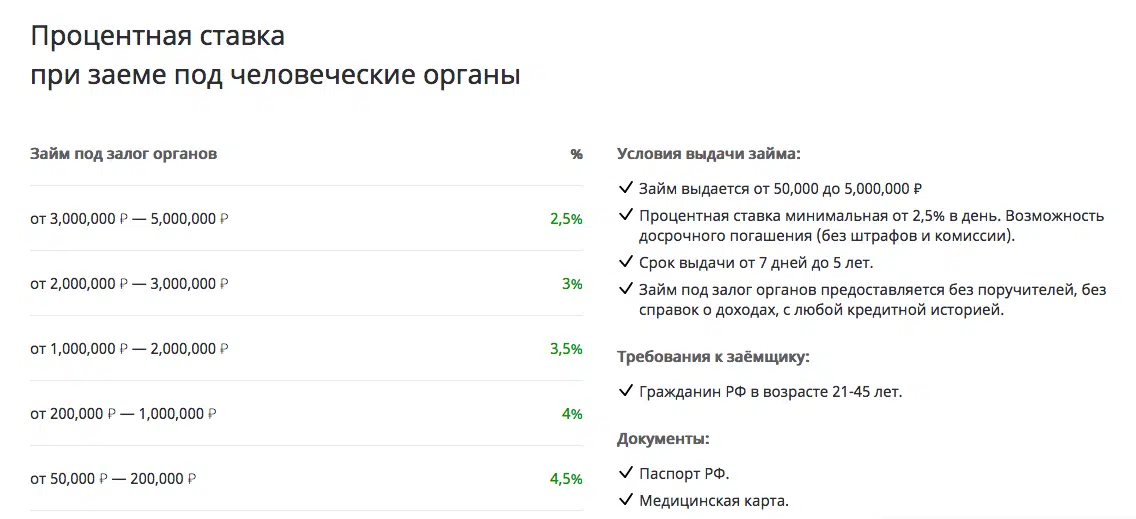 Процентная ставка
при заеме под человеческие органы
Займ под залог органов %
от 3,000,000 ₽ — 5,000,000 ₽ 2,5%
от 2,000,000 ₽ — 3,000,000 ₽ 3%
от 1,000,000 ₽ — 2,000,000 ₽ 3,5%
от 200,000 ₽ — 1,000,000 ₽ 4%
от 50,000 ₽ — 200,000 ₽ 4,5%
Условия выдачи займа:
✓ Займ выдается от 50,000 до 5,000,000 ₽
✓ Процентная ставка минимальная от 2,5% в день. Возможность
досрочного погашения (без штрафов и комиссии).
✓ Срок выдачи от 7 дней до 5 лет.
✓ Займ под залог органов предоставляется без поручителей, без
справок о доходах, с любой кредитной историей.
Требования к заёмщику:
✓ Гражданин РФ в возрасте 21-45 лет.
Документы:
✓ Паспорт РФ.
✓ Медицинская карта.